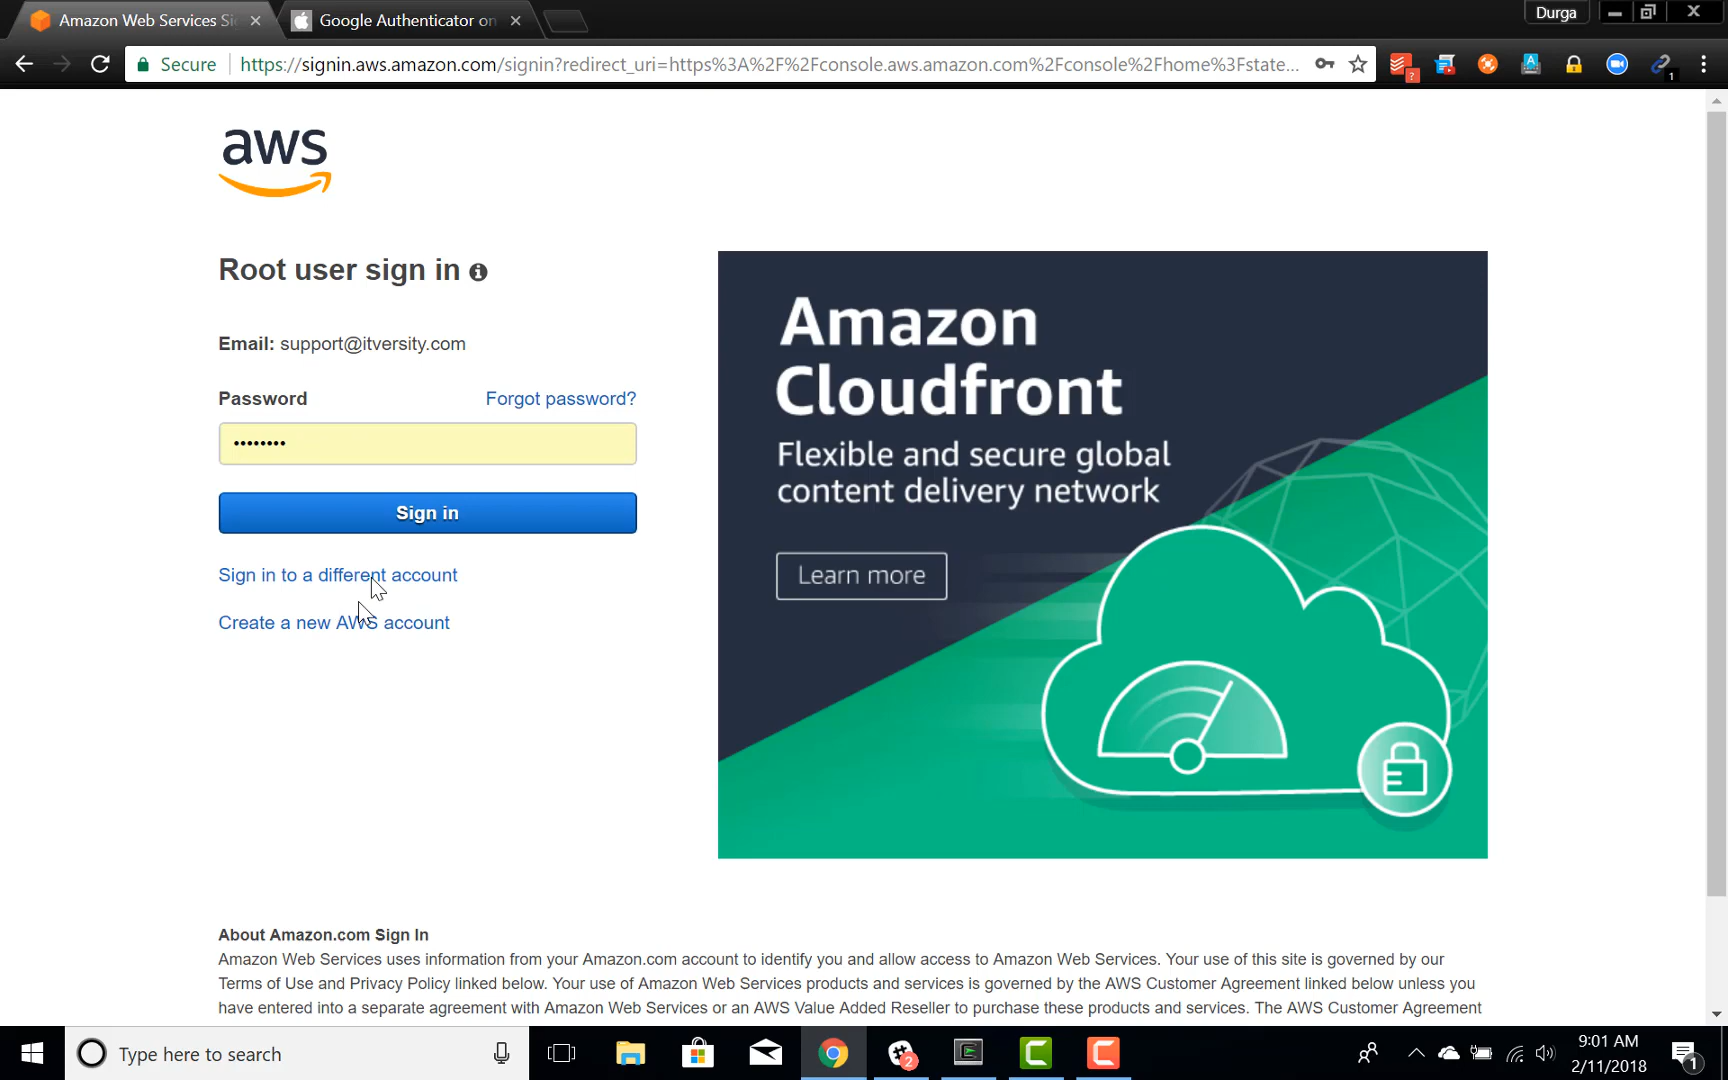 Amazon Web Services Si
Google Authenticator on
Durga
Secure
https://signin.aws.amazon.com/signin?redirect_uri=https%3A%2F%2Fconsole.aws.amazon.com%2Fconsole%2Fhome%3Fstate...
?
A
1
aws
Root user sign in
Email: support@itversity.com
Password
Forgot password?
••••••••
Sign in
Sign in to a different account
Create a new AWS account
Amazon
Cloudfront
Flexible and secure global
content delivery network
Learn more
About Amazon.com Sign In
Amazon Web Services uses information from your Amazon.com account to identify you and allow access to Amazon Web Services. Your use of this site is governed by our
Terms of Use and Privacy Policy linked below. Your use of Amazon Web Services products and services is governed by the AWS Customer Agreement linked below unless you
have entered into a separate agreement with Amazon Web Services or an AWS Value Added Reseller to purchase these products and services. The AWS Customer Agreement
Type here to search
2
9:01 AM
2/11/2018
1